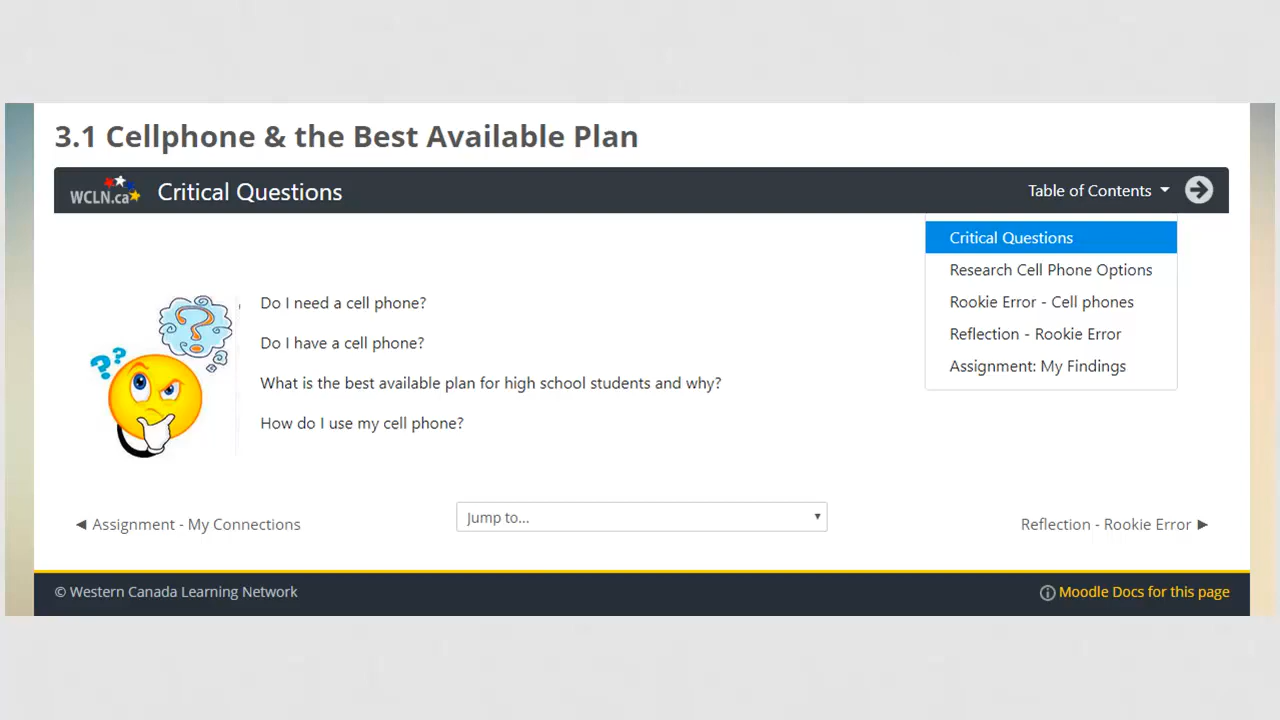 3.1 Cellphone & the Best Available Plan
WCLN.ca Critical Questions
Table of Contents
Critical Questions
Research Cell Phone Options
Rookie Error - Cell phones
Reflection - Rookie Error
Assignment: My Findings
Do I need a cell phone?
Do I have a cell phone?
What is the best available plan for high school students and why?
How do I use my cell phone?
◀ Assignment - My Connections
Jump to...
Reflection - Rookie Error ▶
© Western Canada Learning Network
Moodle Docs for this page